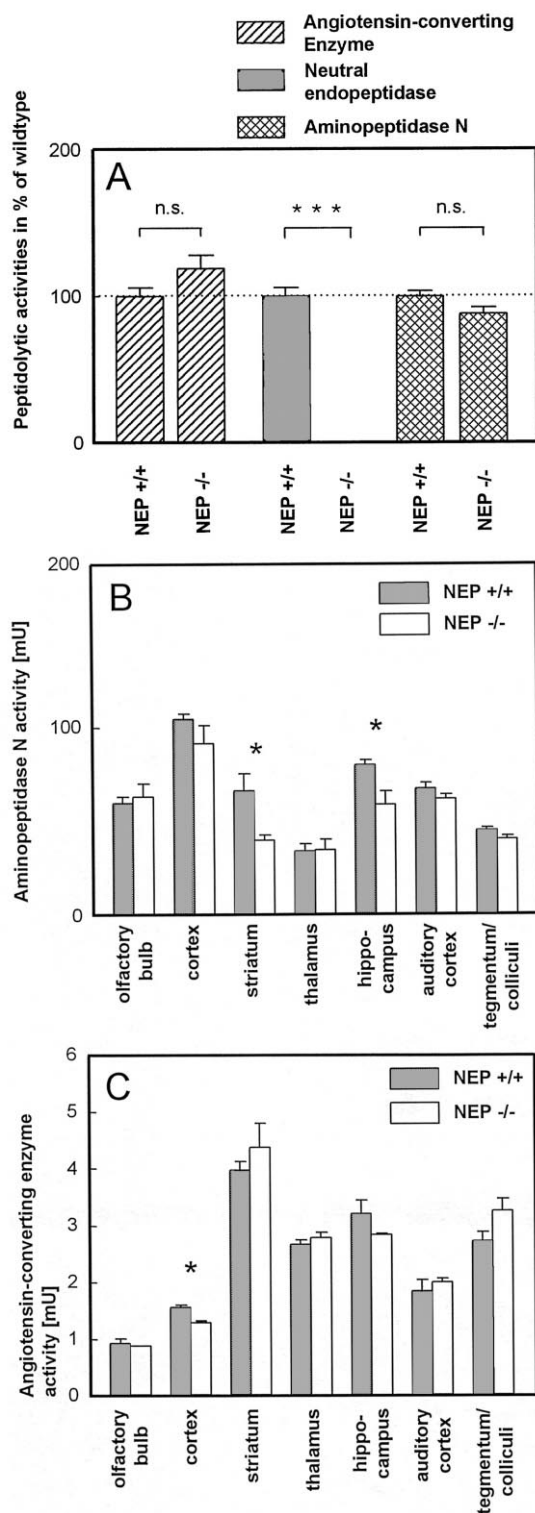 Angiotensin-converting
Enzyme
Neutral
endopeptidase
Aminopeptidase N
Peptidolytic activities in % of wildtype
200
100
0
A
n.s.
* * *
n.s.
NEP +/+
NEP -/-
NEP +/+
NEP -/-
NEP +/+
NEP -/-
Aminopeptidase N activity [mU]
200
100
0
B
NEP +/+
NEP -/-
*
*
olfactory
bulb
cortex
striatum
thalamus
hippo-
campus
auditory
cortex
tegmentum/
colliculi
Angiotensin-converting enzyme
activity [mU]
6
5
4
3
2
1
0
C
NEP +/+
NEP -/-
*
olfactory
bulb
cortex
striatum
thalamus
hippo-
campus
auditory
cortex
tegmentum/
colliculi